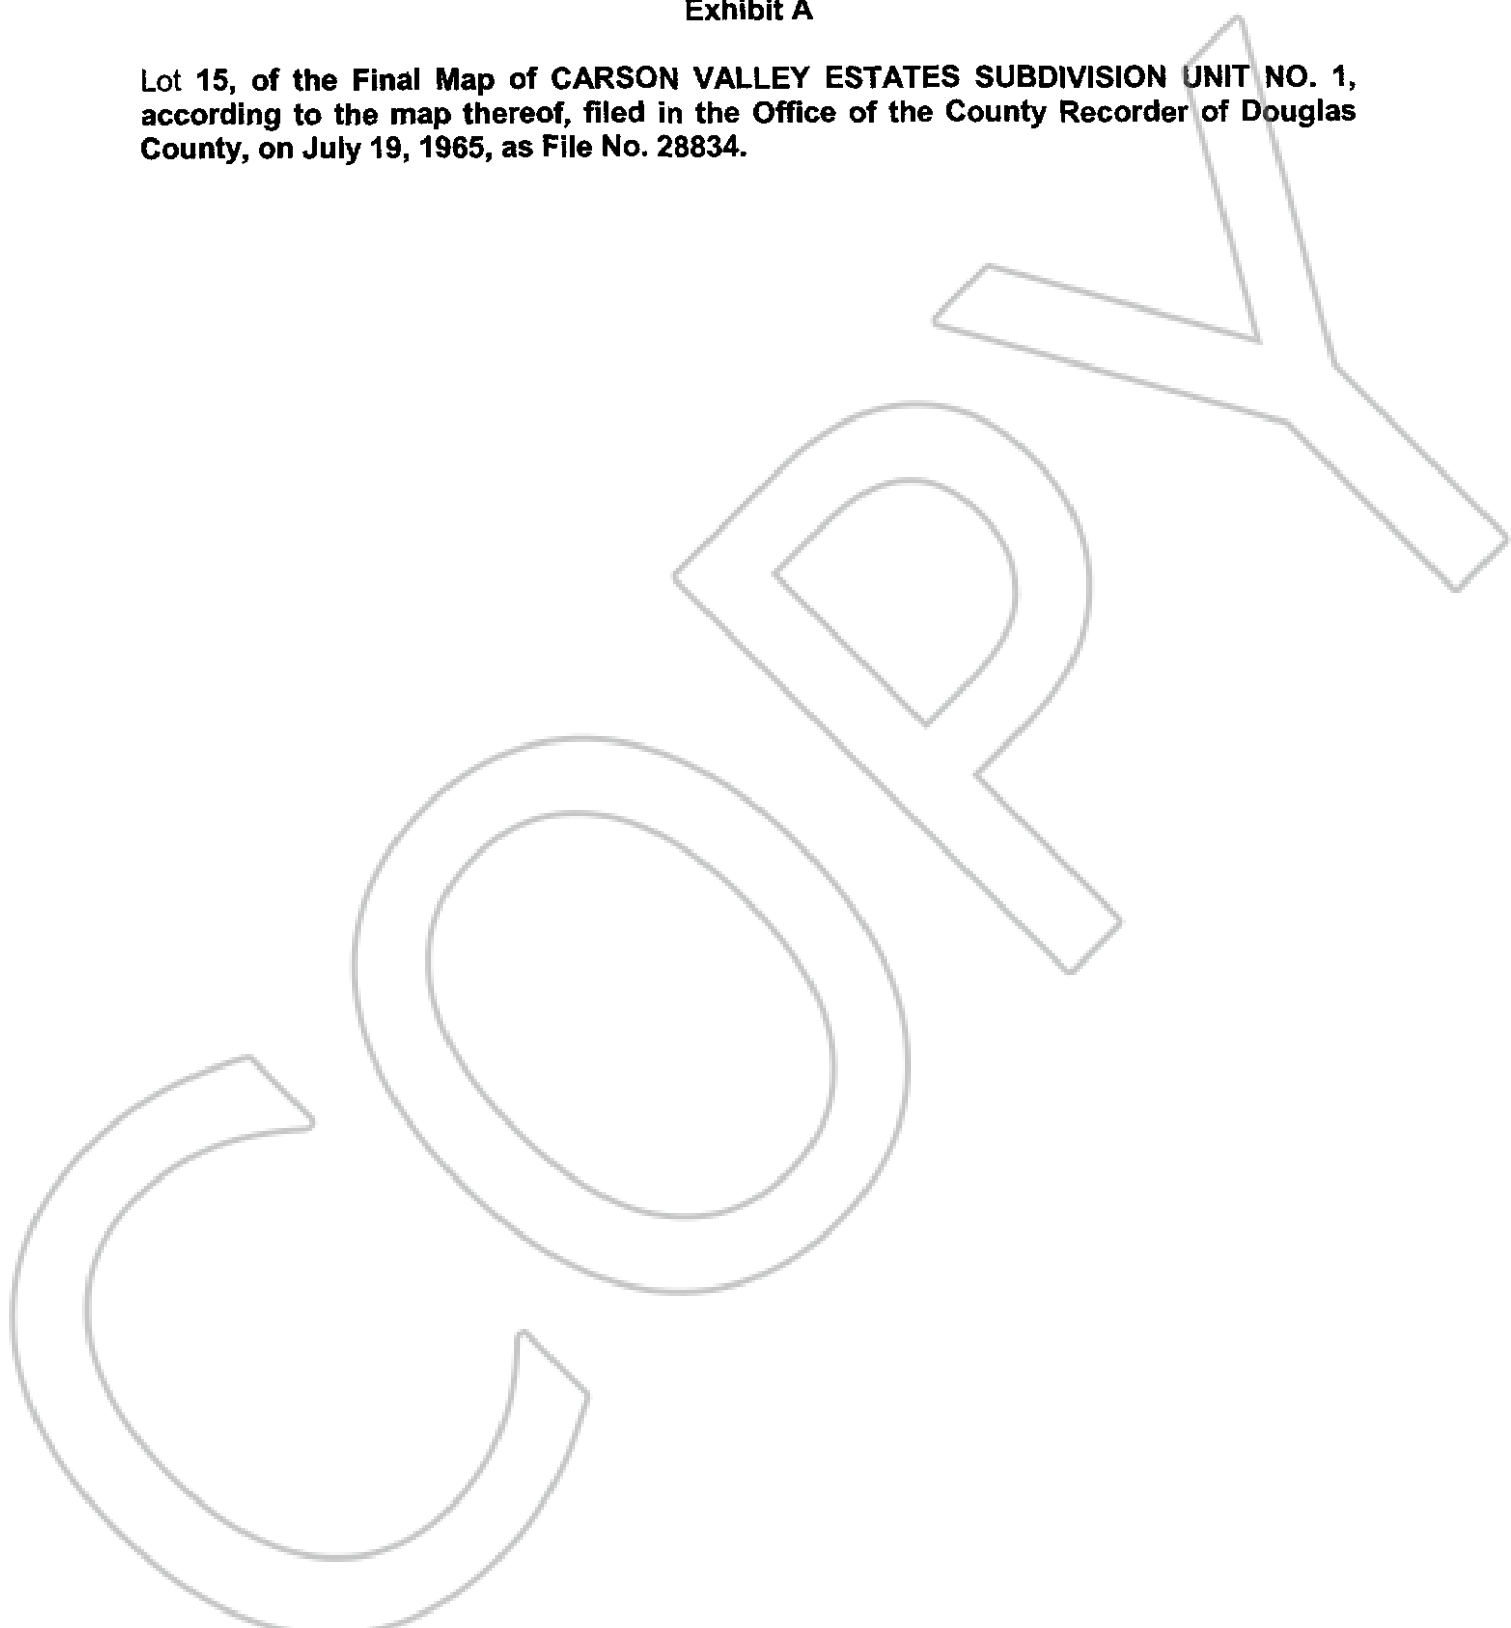 Exhibit A
Lot 15, of the Final Map of CARSON VALLEY ESTATES SUBDIVISION UNIT NO. 1,
according to the map thereof, filed in the Office of the County Recorder of Douglas
County, on July 19, 1965, as File No. 28834.
COPY